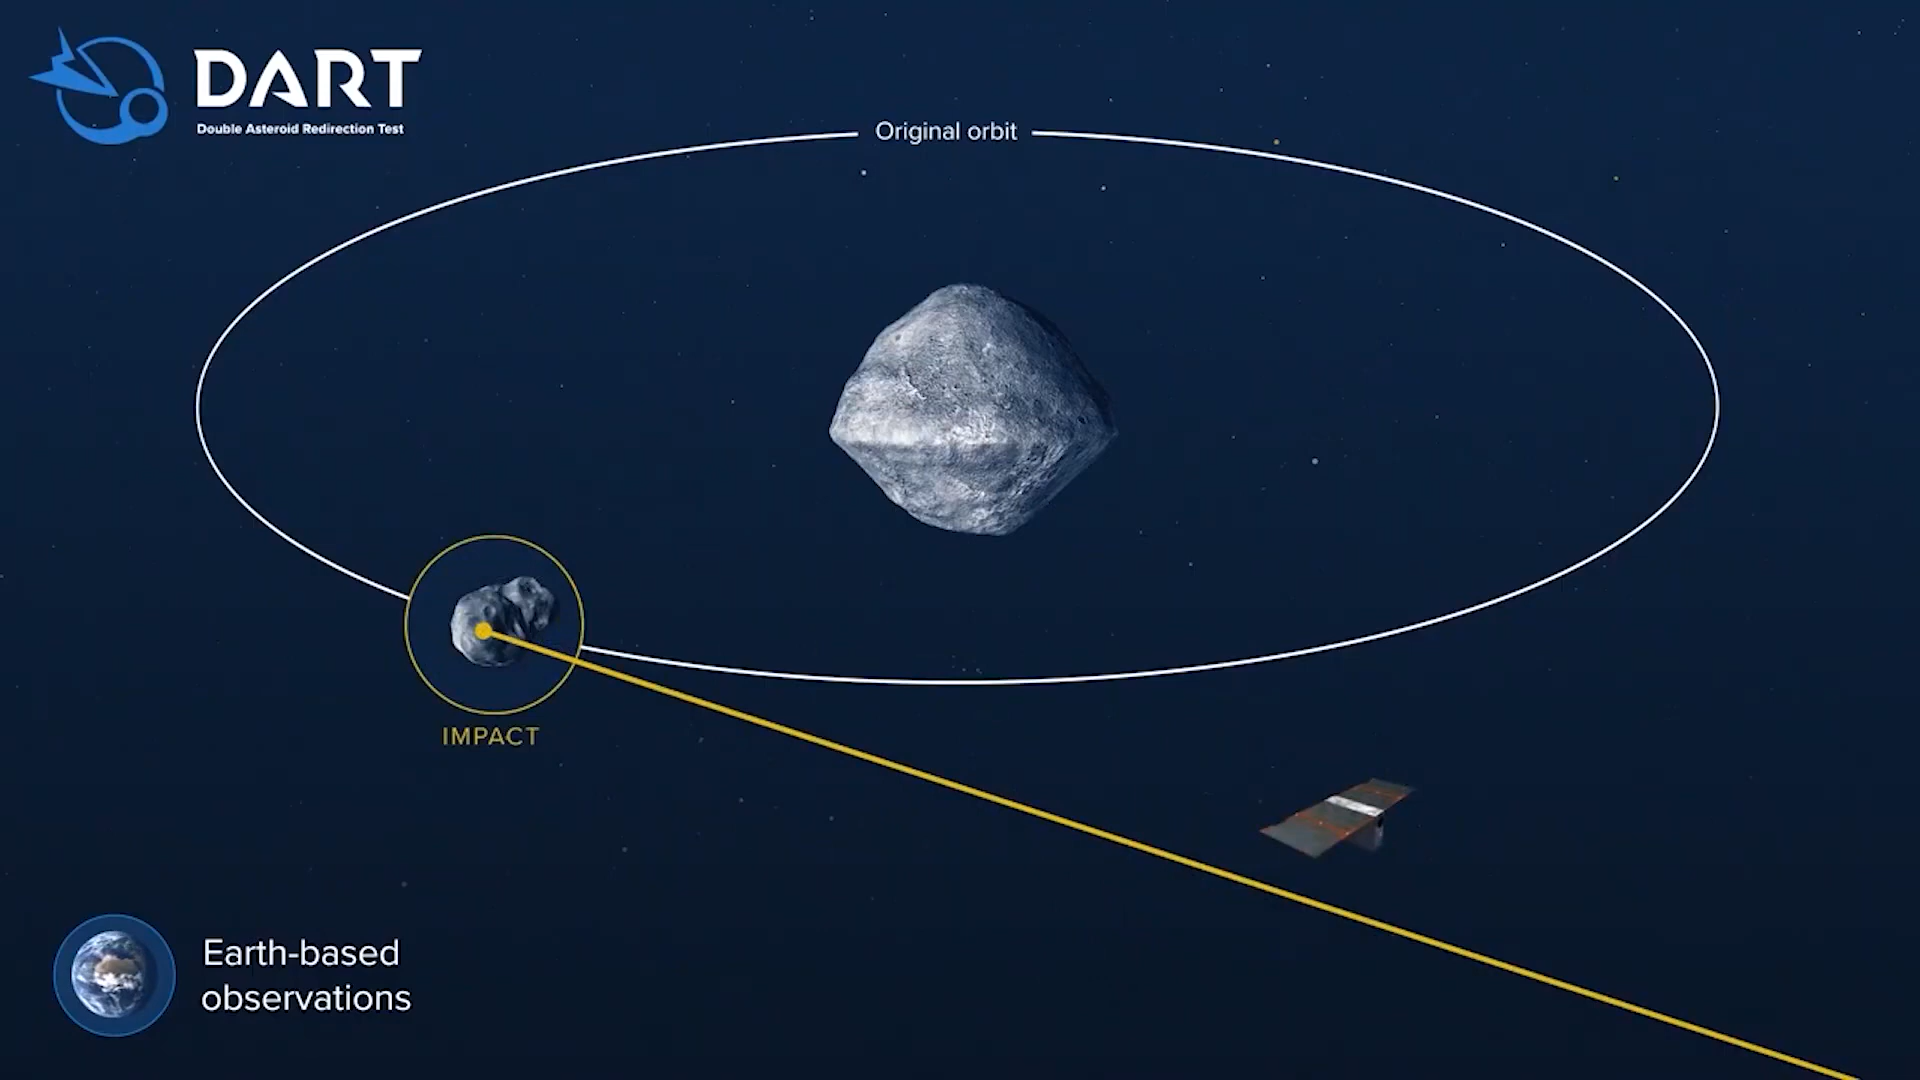 DART
Double Asteroid Redirection Test
Original orbit
IMPACT
Earth-based
observations